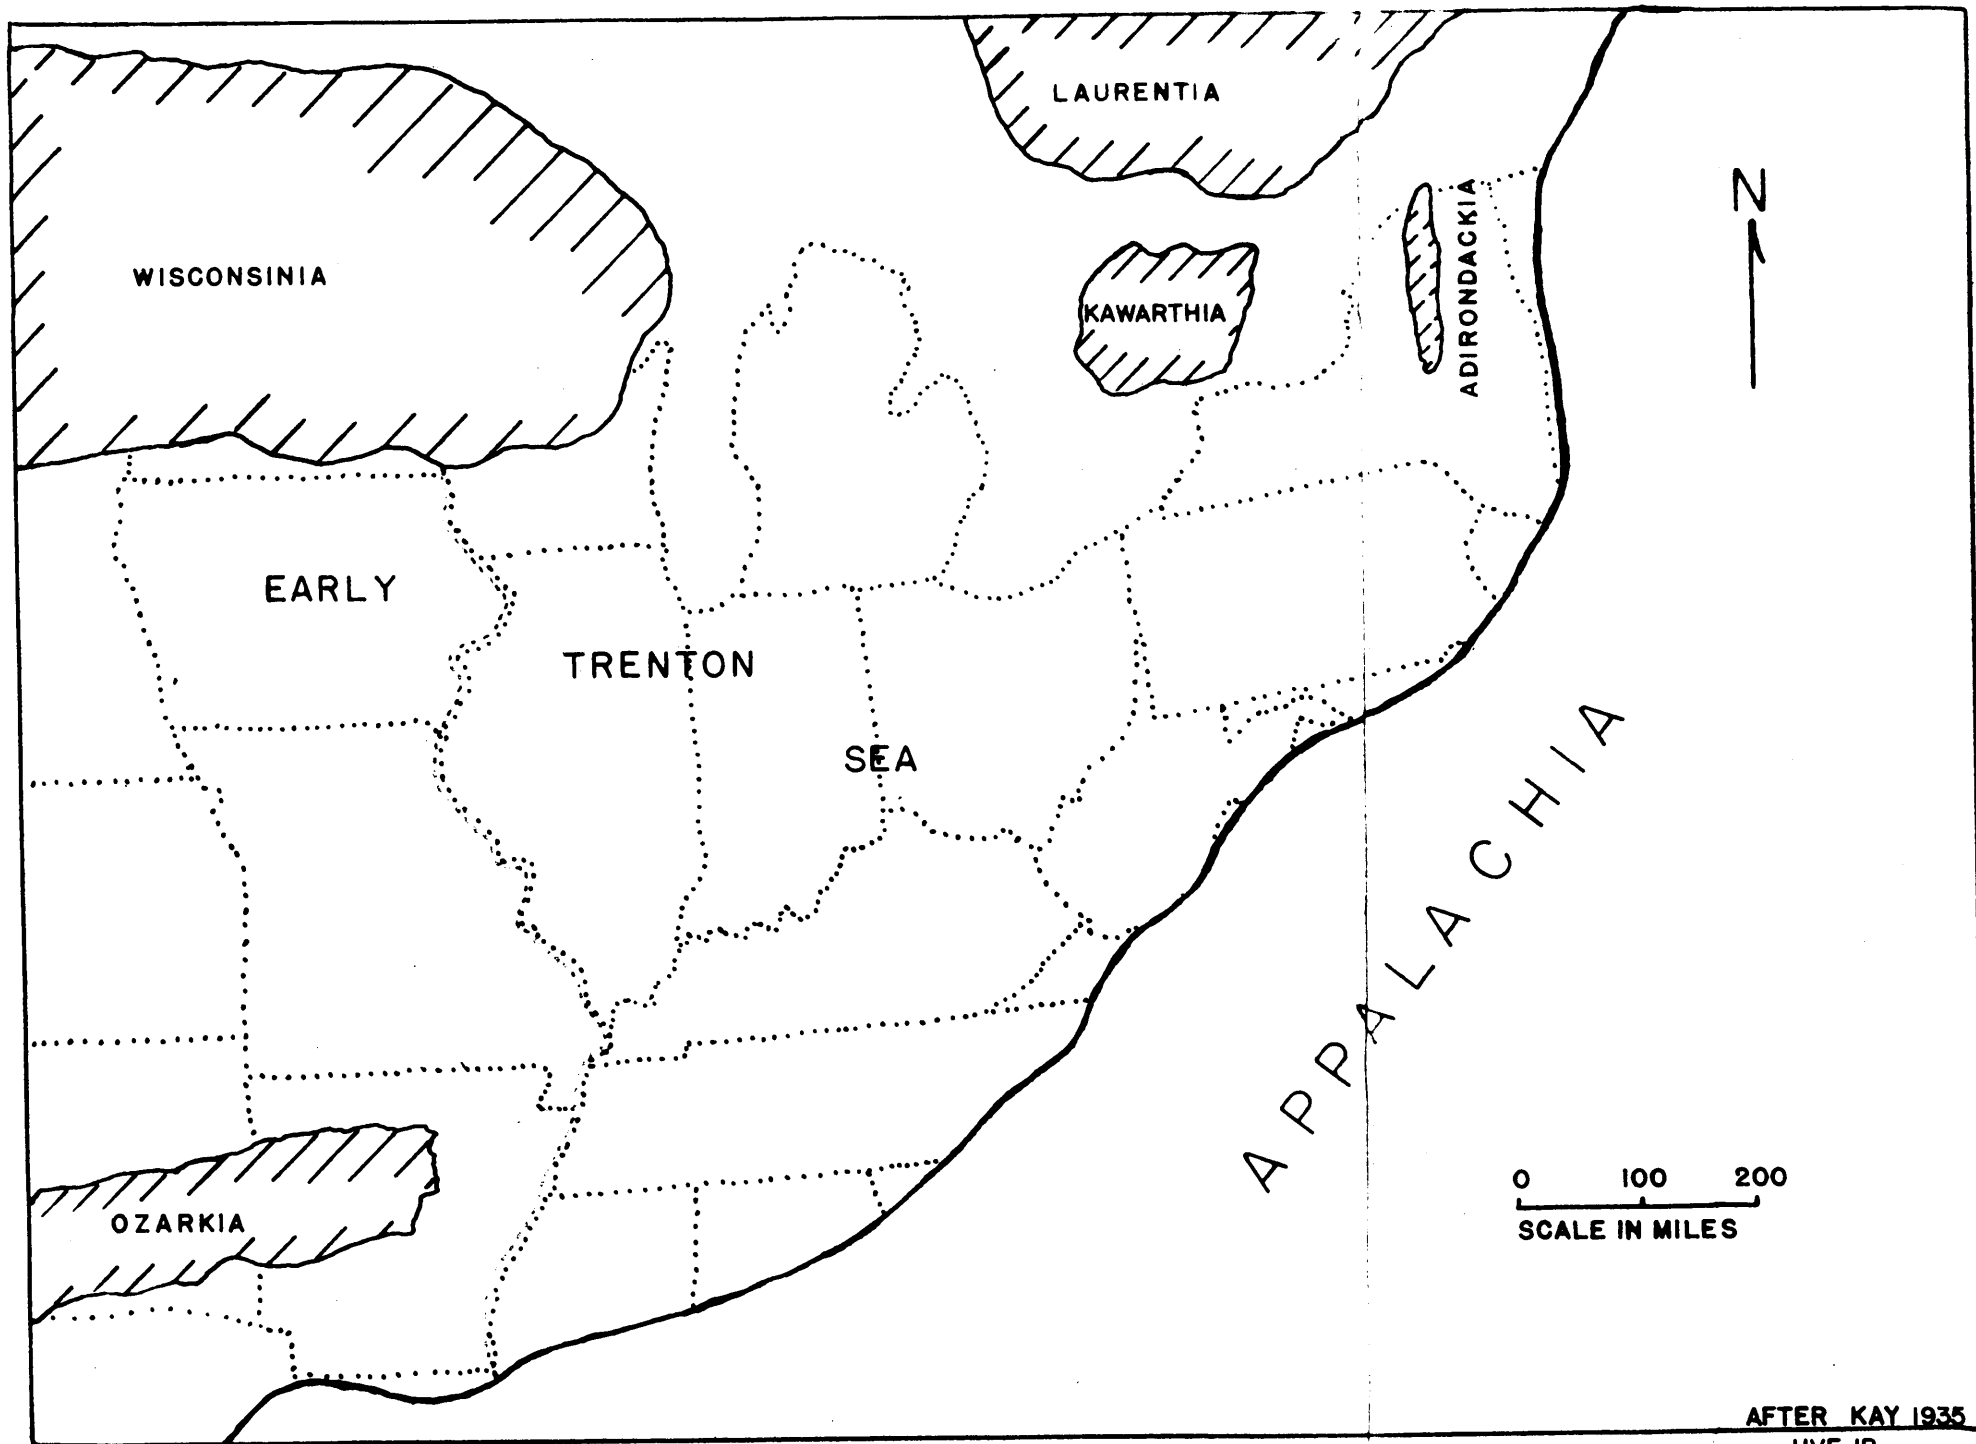 LAURENTIA
N
ADIRONDACKIA
WISCONSINIA
KAWARTHIA
EARLY
TRENTON
SEA
APPALACHIA
0 100 200
SCALE IN MILES
OZARKIA
AFTER KAY 1935